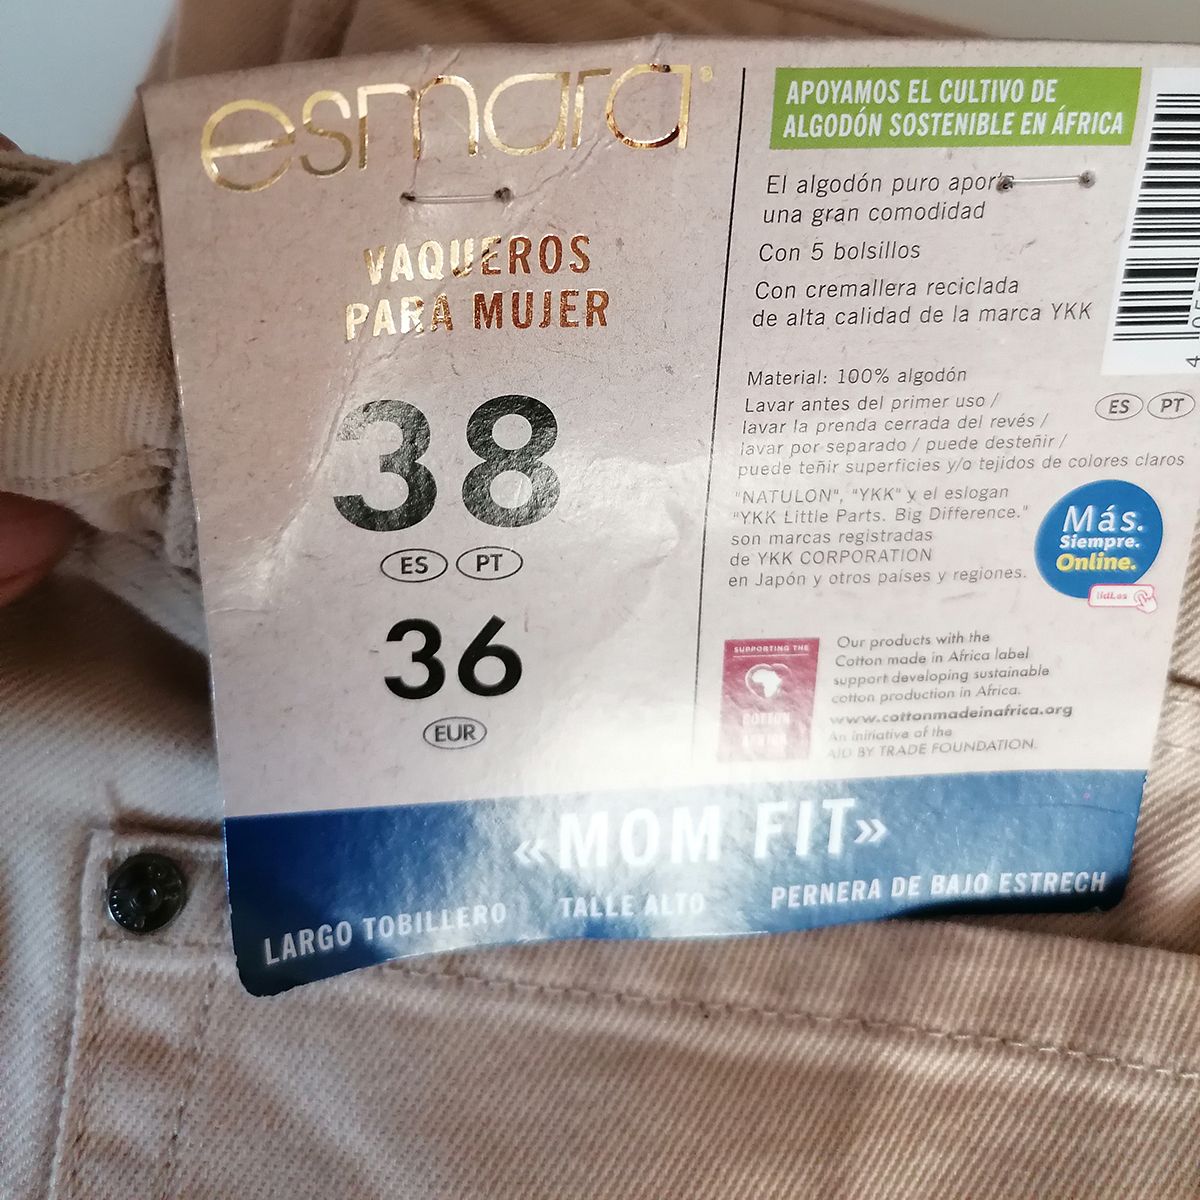 esmara®
VAQUEROS
PARA MUJER
38
ES PT
36
EUR
APOYAMOS EL CULTIVO DE
ALGODÓN SOSTENIBLE EN ÁFRICA
El algodón puro aporta
una gran comodidad
Con 5 bolsillos
Con cremallera reciclada
de alta calidad de la marca YKK
Material: 100% algodón
Lavar antes del primer uso /
lavar la prenda cerrada del revés /
lavar por separado / puede desteñir /
puede teñir superficies y/o tejidos de colores claros
ES PT
"NATULON", "YKK" y el eslogan
"YKK Little Parts. Big Difference."
son marcas registradas
de YKK CORPORATION
en Japón y otros países y regiones.
Más.
Siempre.
Online.
lidl.es
SUPPORTING THE
COTTON
Our products with the
Cotton made in Africa label
support developing sustainable
cotton production in Africa.
www.cottonmadeinafrica.org
An initiative of the
AID BY TRADE FOUNDATION.
«MOM FIT»
LARGO TOBILLERO TALLE ALTO PERNERA DE BAJO ESTRECH